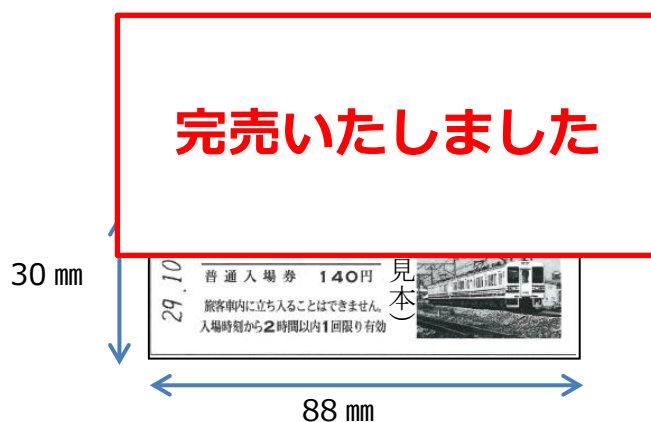 完売いたしました
30 ㎜
29.10
普通入場券 140円
旅客車内に立ち入ることはできません。
入場時刻から2時間以内1回限り有効
見本）
88 ㎜